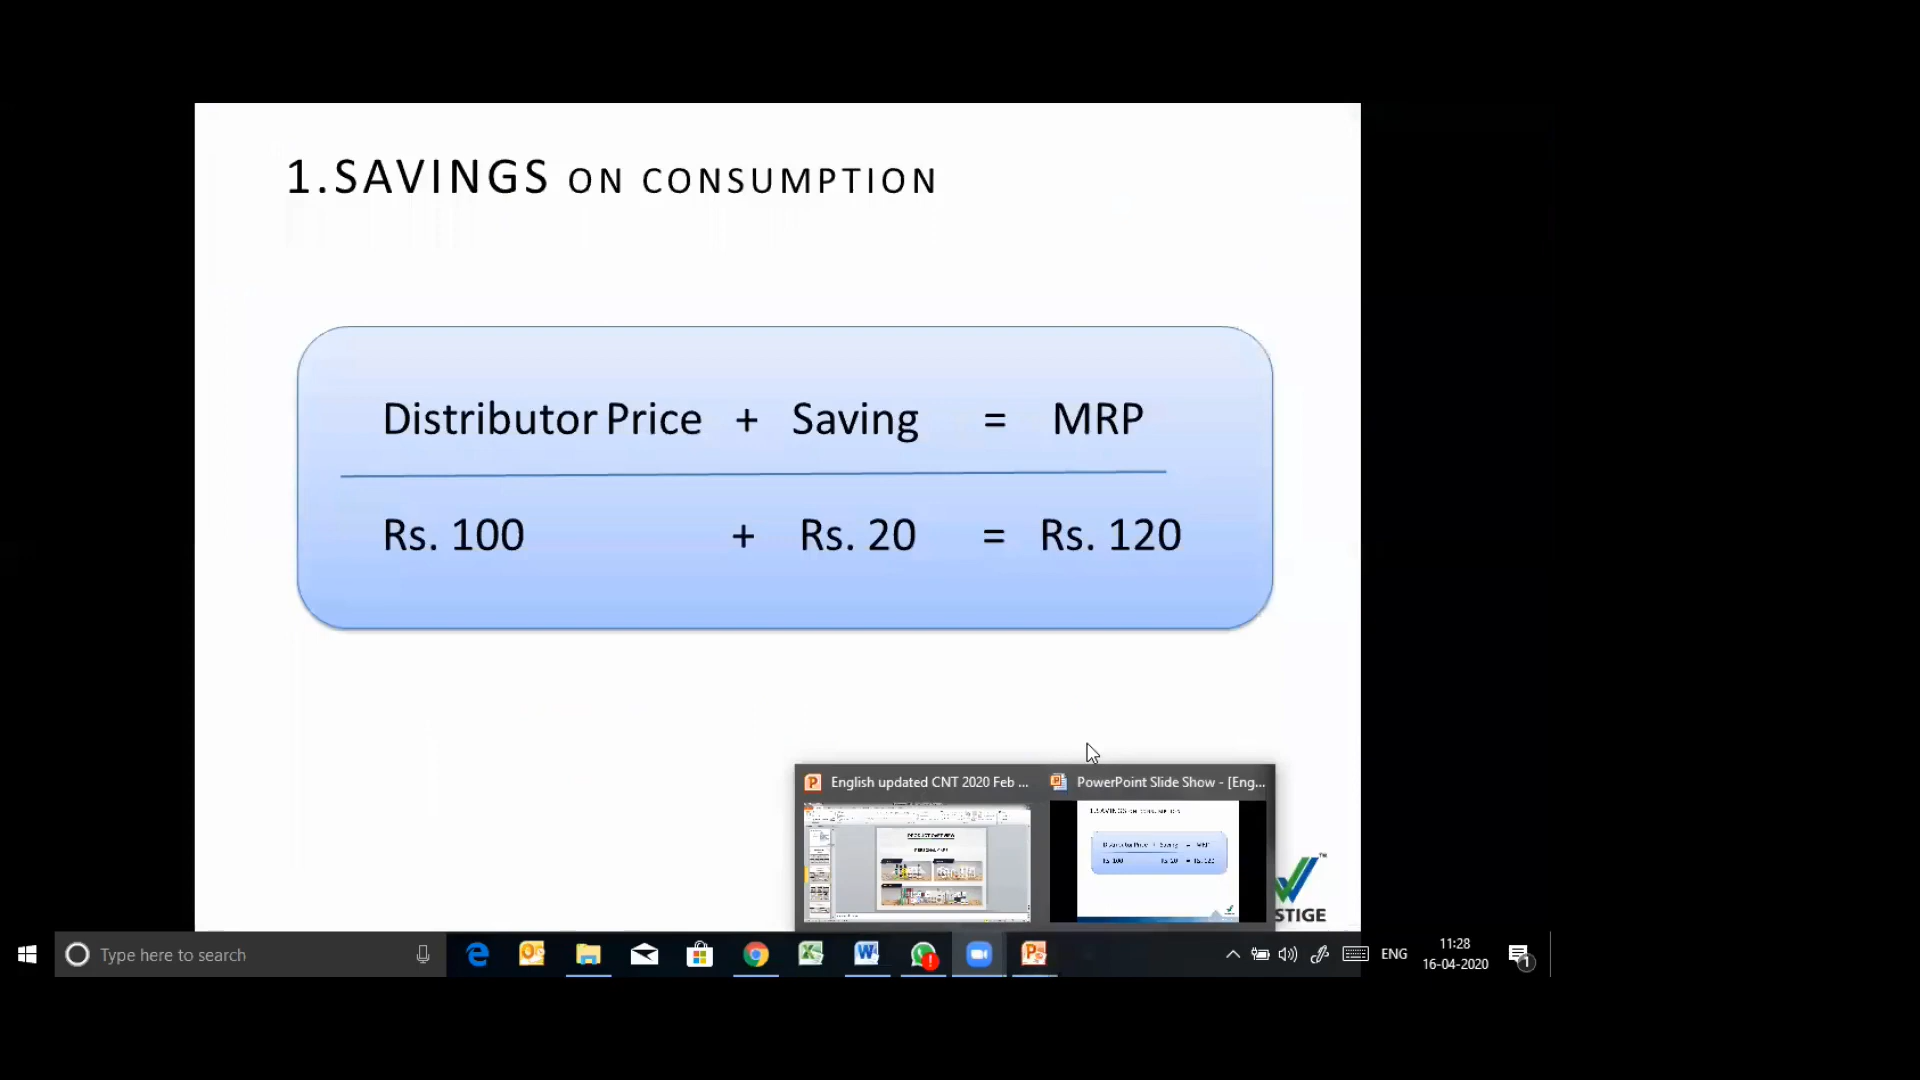 1.SAVINGS ON CONSUMPTION
Distributor Price + Saving = MRP
Rs. 100 + Rs. 20 = Rs. 120
English updated CNT 2020 Feb ...
PowerPoint Slide Show - [Eng...
STIGE
Type here to search
ENG
11:28
16-04-2020
1